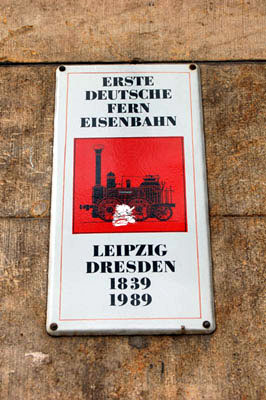 ERSTE
DEUTSCHE
FERN
EISENBAHN
LEIPZIG
DRESDEN
1839
1989